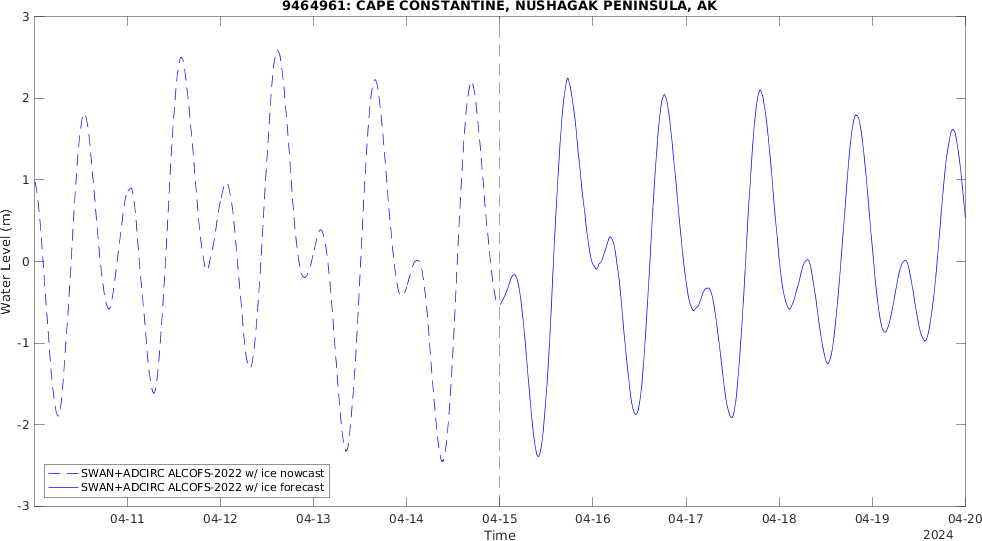 9464961: CAPE CONSTANTINE, NUSHAGAK PENINSULA, AK
3
2
1
0
-1
-2
-3
Water Level (m)
SWAN+ADCIRC ALCOFS-2022 w/ ice nowcast
SWAN+ADCIRC ALCOFS-2022 w/ ice forecast
04-11 04-12 04-13 04-14 04-15 04-16 04-17 04-18 04-19 04-20
Time
2024